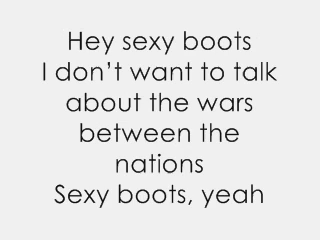 Hey sexy boots
I don’t want to talk
about the wars
between the
nations
Sexy boots, yeah